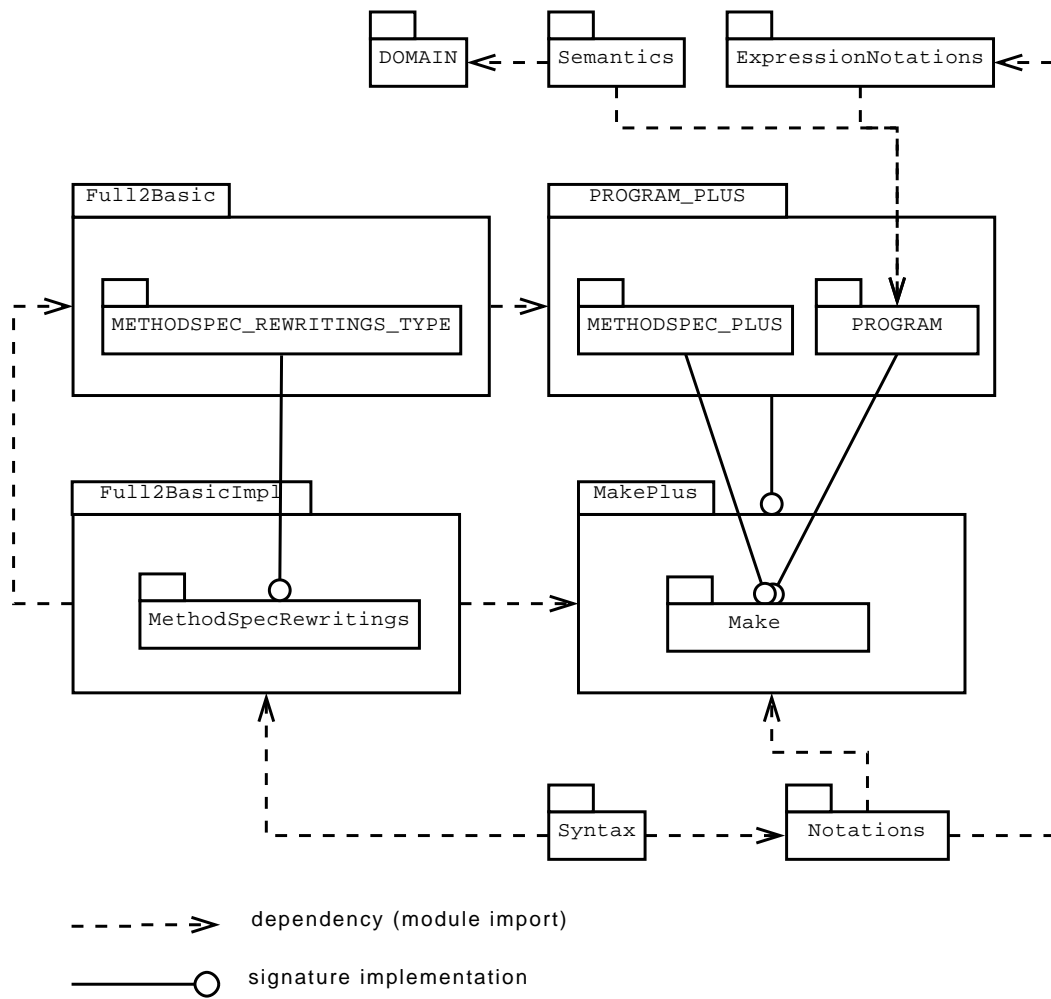 DOMAIN
Semantics
ExpressionNotations
Full2Basic
PROGRAM_PLUS
METHODSPEC_REWRITINGS_TYPE
METHODSPEC_PLUS
PROGRAM
Full2BasicImpl
MakePlus
MethodSpecRewritings
Make
Syntax
Notations
dependency (module import)
signature implementation